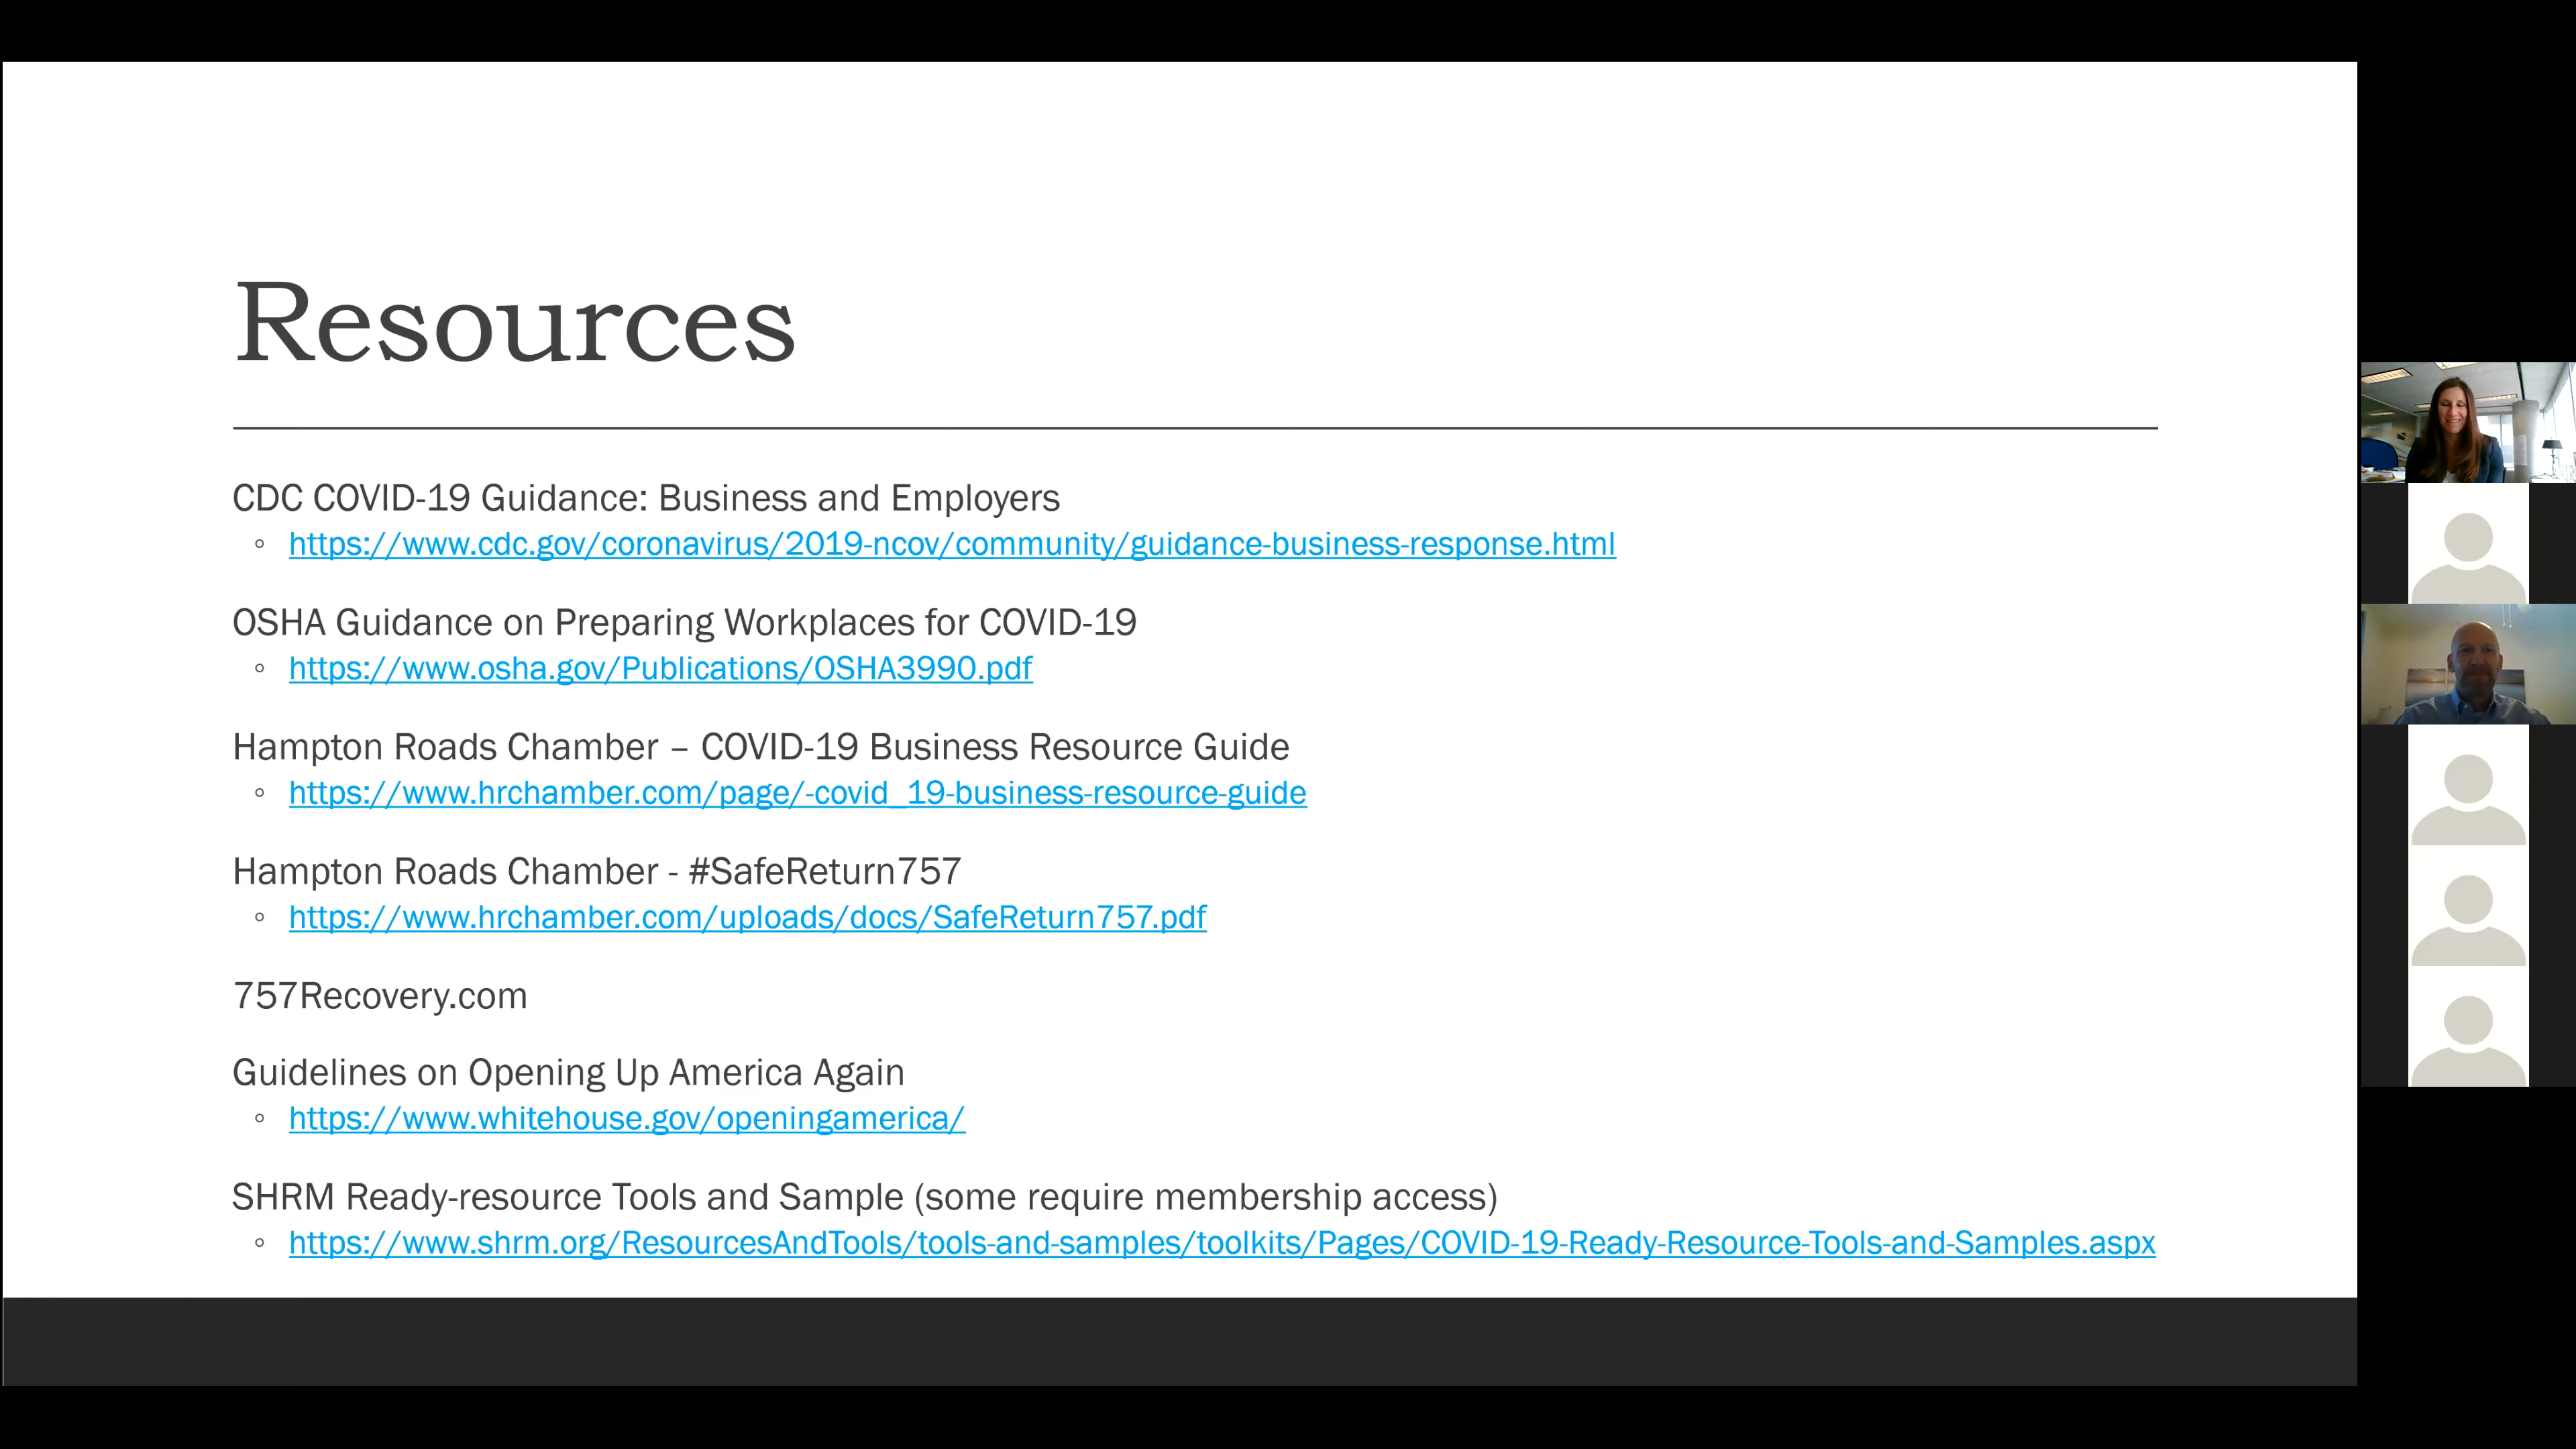 Resources
CDC COVID-19 Guidance: Business and Employers
◦ https://www.cdc.gov/coronavirus/2019-ncov/community/guidance-business-response.html
OSHA Guidance on Preparing Workplaces for COVID-19
◦ https://www.osha.gov/Publications/OSHA3990.pdf
Hampton Roads Chamber – COVID-19 Business Resource Guide
◦ https://www.hrchamber.com/page/-covid_19-business-resource-guide
Hampton Roads Chamber - #SafeReturn757
◦ https://www.hrchamber.com/uploads/docs/SafeReturn757.pdf
757Recovery.com
Guidelines on Opening Up America Again
◦ https://www.whitehouse.gov/openingamerica/
SHRM Ready-resource Tools and Sample (some require membership access)
◦ https://www.shrm.org/ResourcesAndTools/tools-and-samples/toolkits/Pages/COVID-19-Ready-Resource-Tools-and-Samples.aspx